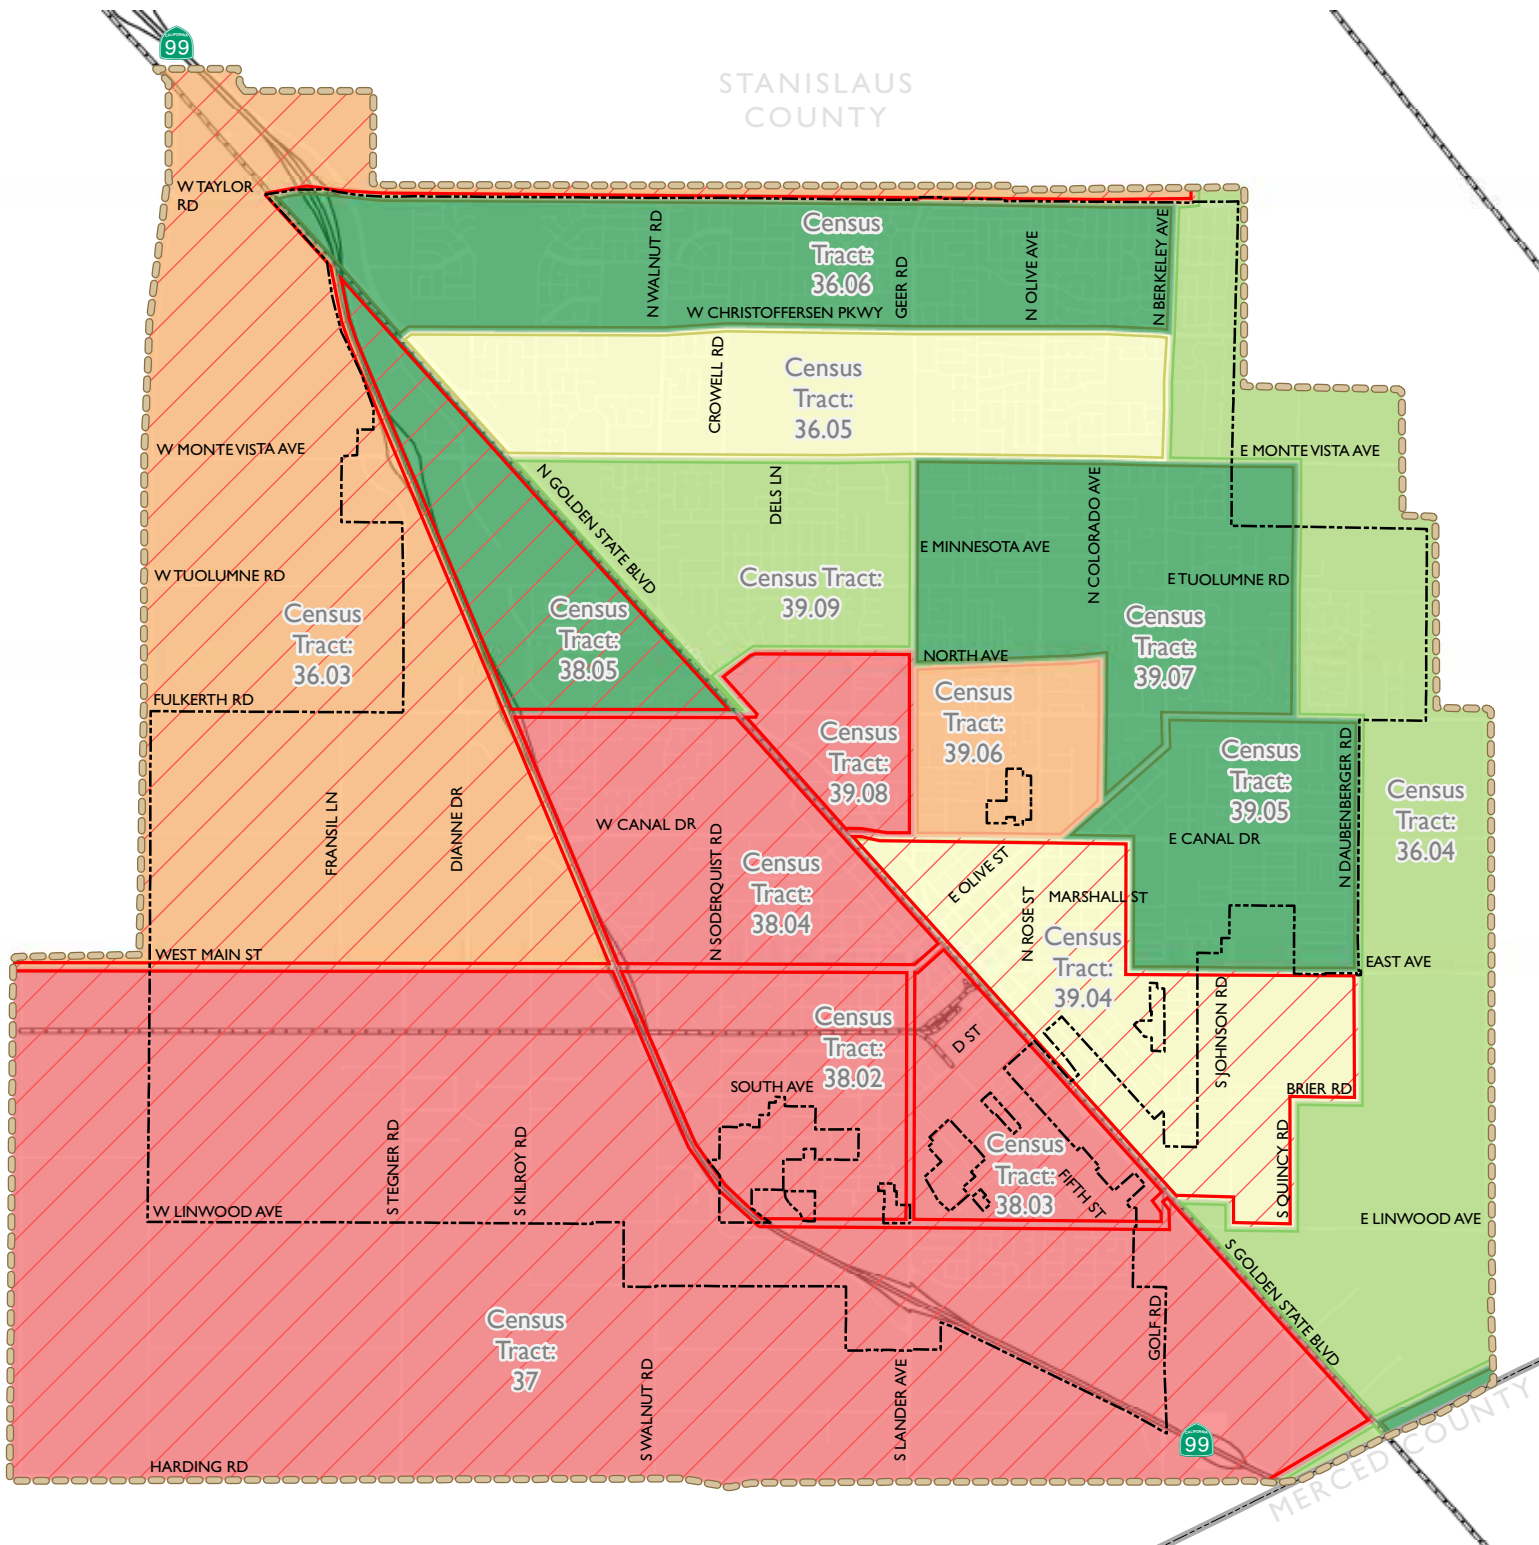 CALIFORNIA
99
STANISLAUS
COUNTY
W TAYLOR
RD
N WALNUT RD
Census
Tract:
36.06
GEER RD
N OLIVE AVE
N BERKELEY AVE
W CHRISTOFFERSEN PKWY
CROWELL RD
Census
Tract:
36.05
W MONTE VISTA AVE
E MONTE VISTA AVE
N GOLDEN STATE BLVD
DELS LN
N COLORADO AVE
E MINNESOTA AVE
W TUOLUMNE RD
E TUOLUMNE RD
Census Tract:
39.09
Census
Tract:
36.03
Census
Tract:
38.05
Census
Tract:
39.07
NORTH AVE
FULKERTH RD
Census
Tract:
39.06
Census
Tract:
39.08
Census
Tract:
39.05
N DAUBENBERGER RD
Census
Tract:
36.04
FRANSIL LN
DIANNE DR
W CANAL DR
N SODERQUIST RD
E CANAL DR
Census
Tract:
38.04
E OLIVE ST
N ROSE ST
MARSHALL ST
Census
Tract:
39.04
WEST MAIN ST
EAST AVE
Census
Tract:
38.02
D ST
S JOHNSON RD
SOUTH AVE
BRIER RD
S TEGNER RD
S KILROY RD
Census
Tract:
38.03
FIFTH ST
S QUINCY RD
W LINWOOD AVE
E LINWOOD AVE
S GOLDEN STATE BLVD
Census
Tract:
37
GOLF RD
S WALNUT RD
S LANDER AVE
CALIFORNIA
99
HARDING RD
MERCED COUNTY